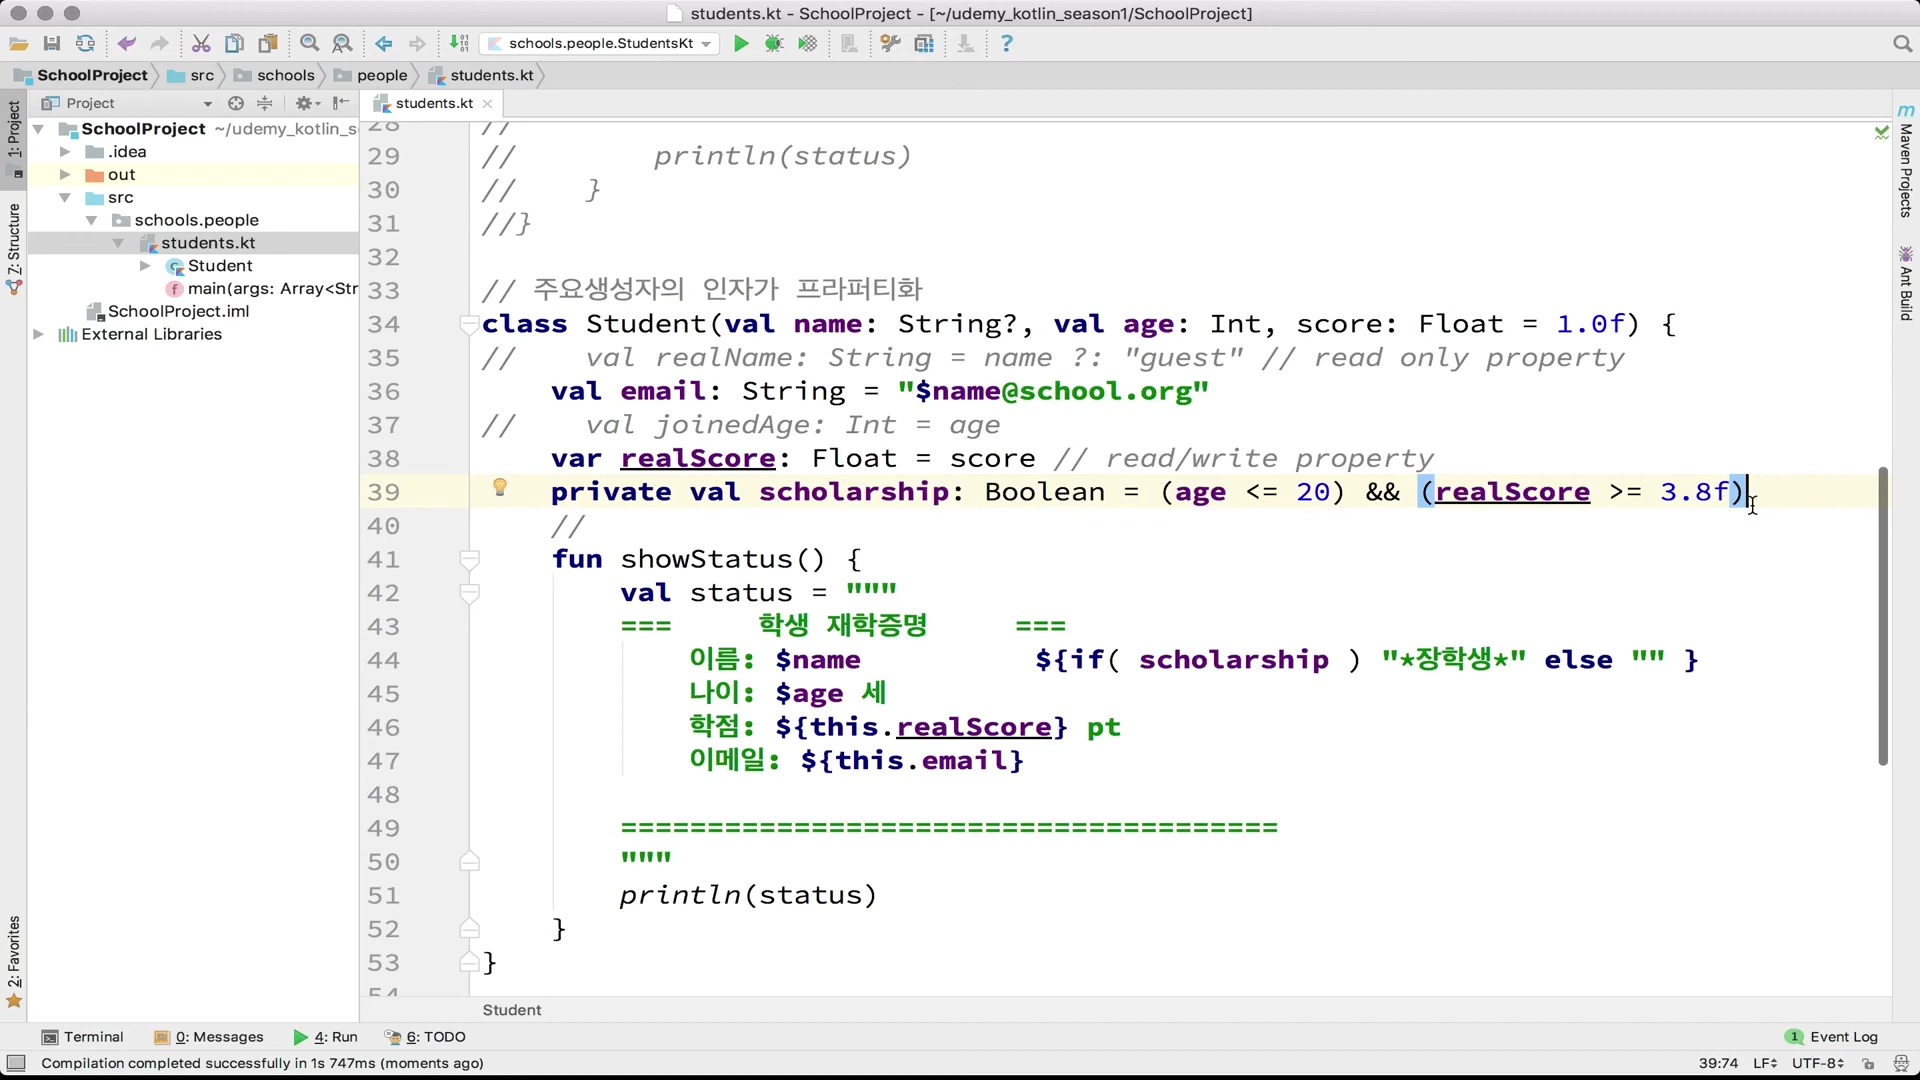 students.kt - SchoolProject - [~/udemy_kotlin_season1/SchoolProject]
schools.people.StudentsKt
SchoolProject src schools people students.kt
1: Project
Z: Structure
2: Favorites
Project
SchoolProject ~/udemy_kotlin_s
.idea
out
src
schools.people
students.kt
Student
main(args: Array<Str
SchoolProject.iml
External Libraries
students.kt
28 //
29 // println(status)
30 // }
31 //}
32
33 // 주요생성자의 인자가 프라퍼티화
34 class Student(val name: String?, val age: Int, score: Float = 1.0f) {
35 // val realName: String = name ?: "guest" // read only property
36 val email: String = "$name@school.org"
37 // val joinedAge: Int = age
38 var realScore: Float = score // read/write property
39 private val scholarship: Boolean = (age <= 20) && (realScore >= 3.8f)
40 //
41 fun showStatus() {
42 val status = """
43 === 학생 재학증명 ===
44 이름: $name ${if( scholarship ) "*장학생*" else "" }
45 나이: $age 세
46 학점: ${this.realScore} pt
47 이메일: ${this.email}
48
49 ======================================
50 """
51 println(status)
52 }
53 }
54
Student
Maven Projects
Ant Build
Terminal 0: Messages 4: Run 6: TODO 1 Event Log
Compilation completed successfully in 1s 747ms (moments ago) 39:74 LF UTF-8